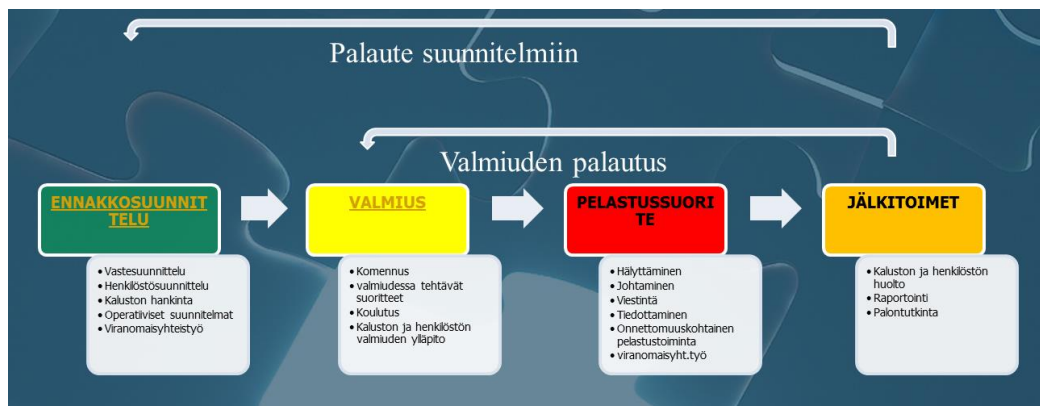 Palaute suunnitelmiin
Valmiuden palautus
ENNAKKOSUUNNIT
TELU
• Vastesuunnittelu
• Henkilöstösuunnittelu
• Kaluston hankinta
• Operatiiviset suunnitelmat
• Viranomaisyhteistyö
VALMIUS
• Komennus
• valmiudessa tehtävät
suoritteet
• Koulutus
• Kaluston ja henkilöstön
valmiuden ylläpito
PELASTUSSUORI
TE
• Hälyttäminen
• Johtaminen
• Viestintä
• Tiedottaminen
• Onnettomuuskohtainen
pelastustoiminta
• viranomaisyht.työ
JÄLKITOIMET
• Kaluston ja henkilöstön
huolto
• Raportointi
• Palontutkinta